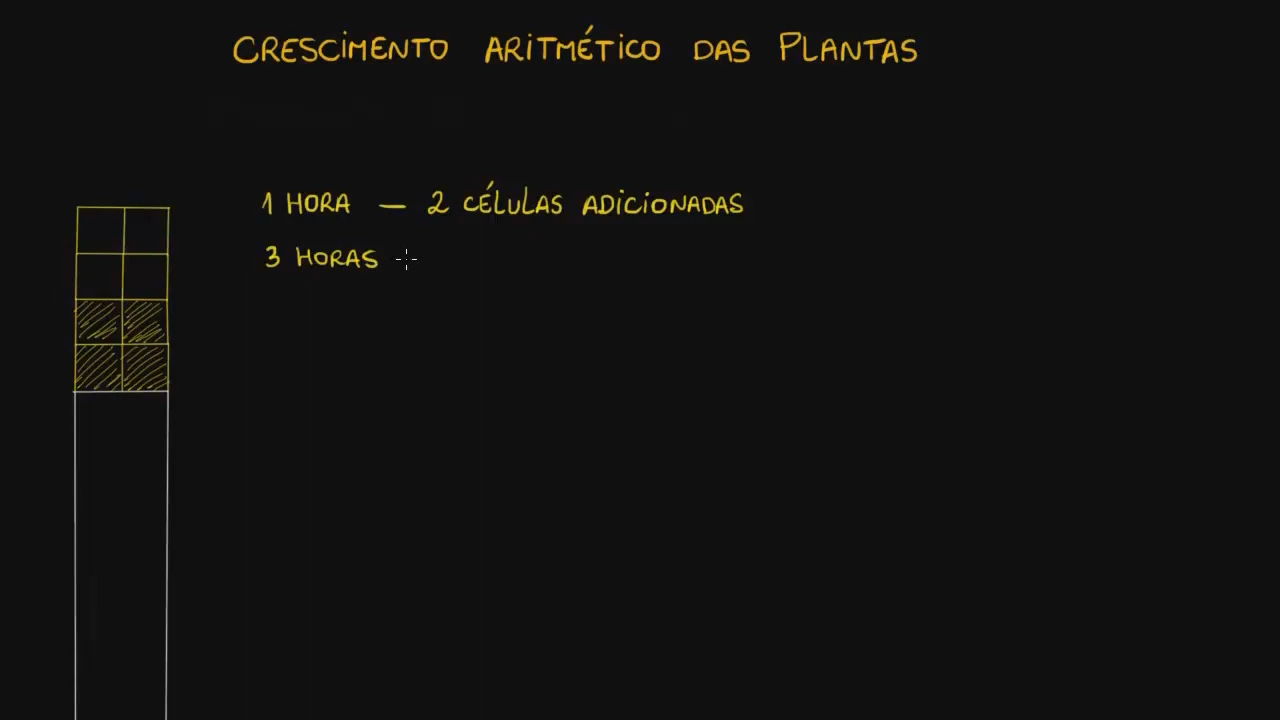 CRESCIMENTO ARITMÉTICO DAS PLANTAS
1 HORA — 2 CÉLULAS ADICIONADAS
3 HORAS